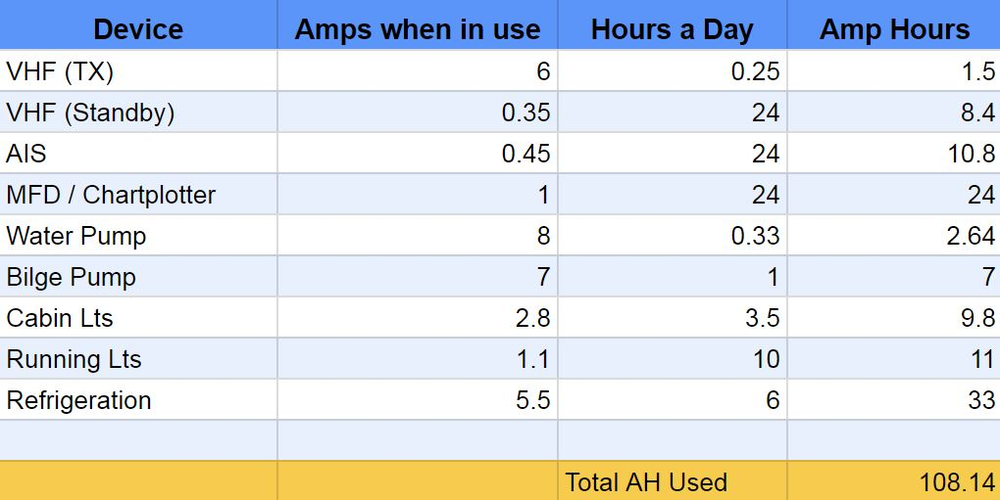 Device Amps when in use Hours a Day Amp Hours
VHF (TX) 6 0.25 1.5
VHF (Standby) 0.35 24 8.4
AIS 0.45 24 10.8
MFD / Chartplotter 1 24 24
Water Pump 8 0.33 2.64
Bilge Pump 7 1 7
Cabin Lts 2.8 3.5 9.8
Running Lts 1.1 10 11
Refrigeration 5.5 6 33
Total AH Used 108.14